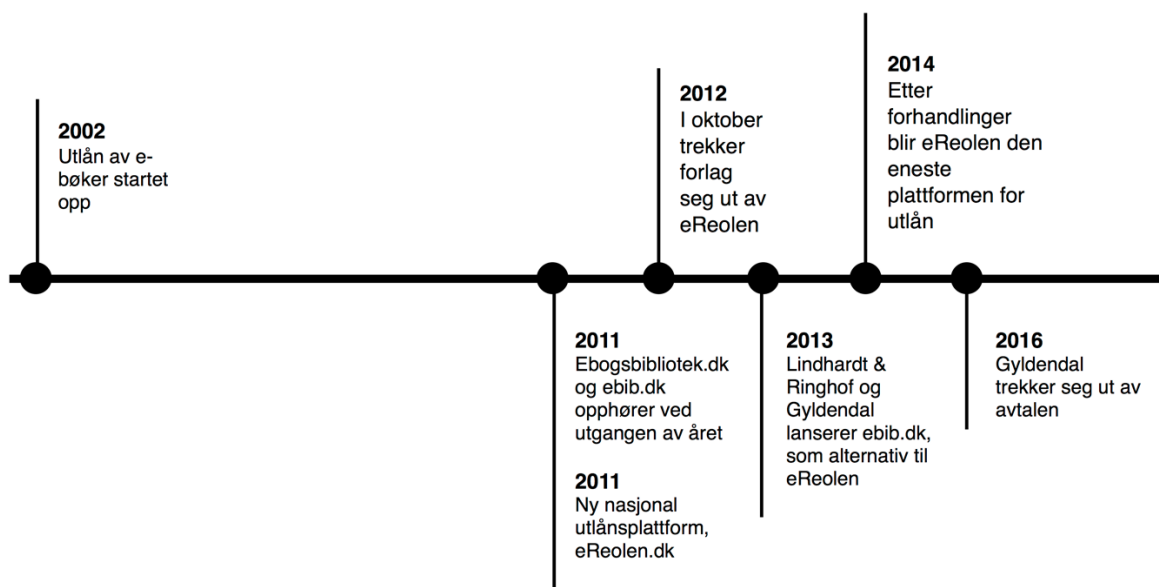 2002
Utlån av e-
bøker startet
opp
2011
Ebogsbibliotek.dk
og ebib.dk
opphører ved
utgangen av året
2011
Ny nasjonal
utlånsplattform,
eReolen.dk
2012
I oktober
trekker
forlag
seg ut av
eReolen
2013
Lindhardt &
Ringhof og
Gyldendal
lanserer ebib.dk,
som alternativ til
eReolen
2014
Etter
forhandlinger
blir eReolen den
eneste
plattformen for
utlån
2016
Gyldendal
trekker seg ut av
avtalen